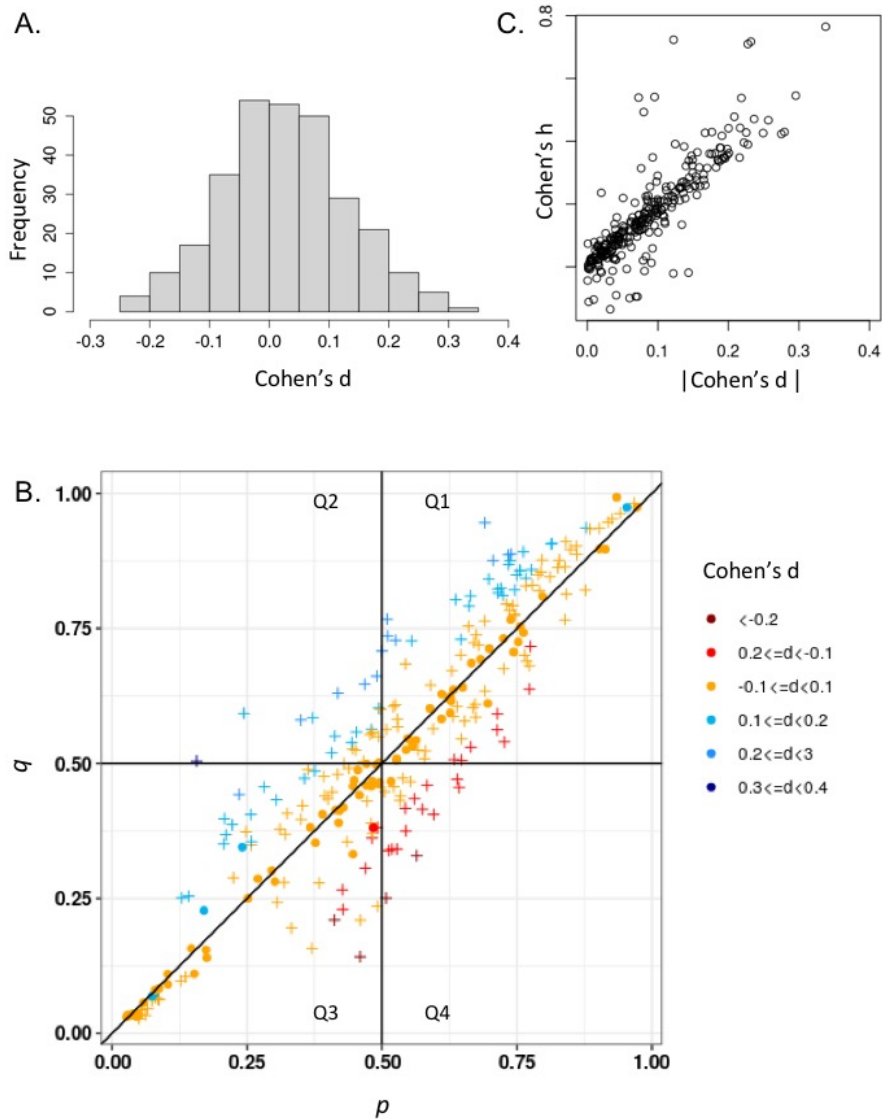 A.
Frequency
50
40
30
20
10
0
-0.3 -0.2 -0.1 0.0 0.1 0.2 0.3 0.4
Cohen's d
C.
0.8
Cohen's h
0.0 0.1 0.2 0.3 0.4
|Cohen's d |
B.
Q2 Q1
1.00
0.75
q
0.50
0.25
0.00
Q3 Q4
0.00 0.25 0.50 0.75 1.00
p
Cohen's d
<-0.2
0.2<=d<-0.1
-0.1<=d<0.1
0.1<=d<0.2
0.2<=d<3
0.3<=d<0.4